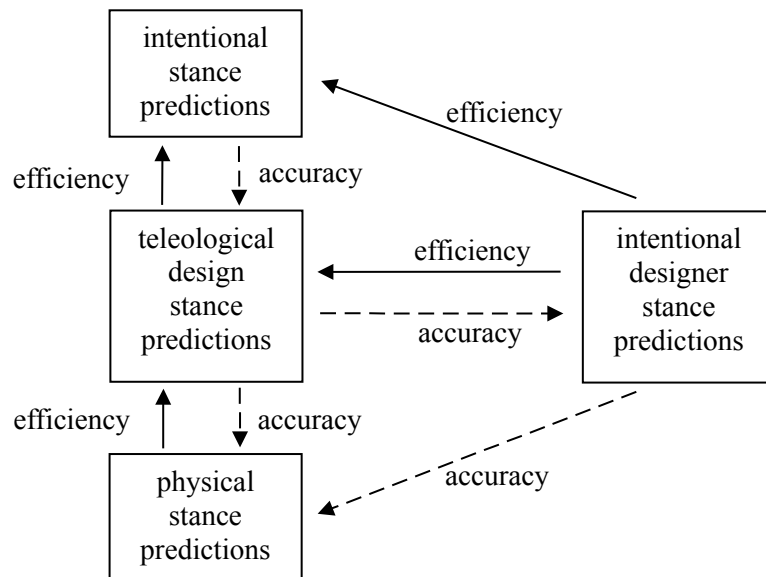 intentional
stance
predictions
efficiency
efficiency
accuracy
teleological
design
stance
predictions
efficiency
accuracy
intentional
designer
stance
predictions
efficiency
accuracy
accuracy
physical
stance
predictions